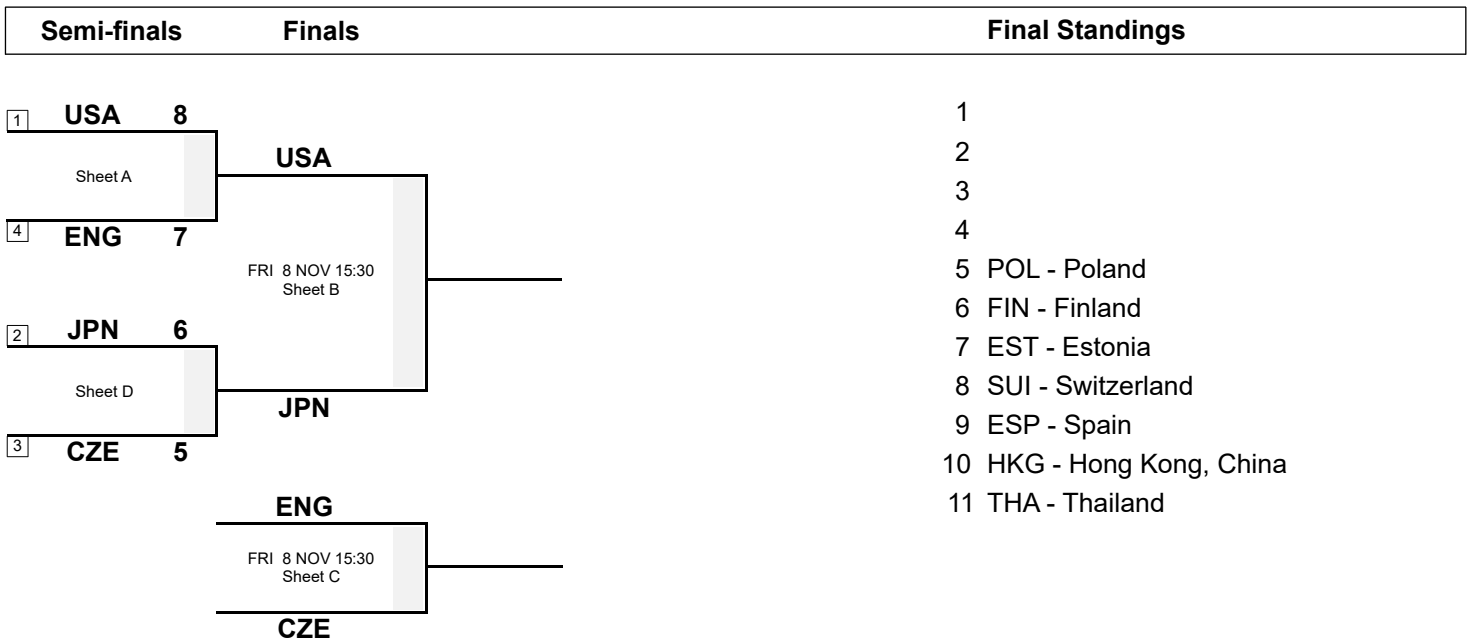 Semi-finals Finals Final Standings
1 USA 8
Sheet A
4 ENG 7
USA
FRI 8 NOV 15:30
Sheet B
2 JPN 6
Sheet D
3 CZE 5
JPN
ENG
FRI 8 NOV 15:30
Sheet C
CZE
1
2
3
4
5 POL - Poland
6 FIN - Finland
7 EST - Estonia
8 SUI - Switzerland
9 ESP - Spain
10 HKG - Hong Kong, China
11 THA - Thailand